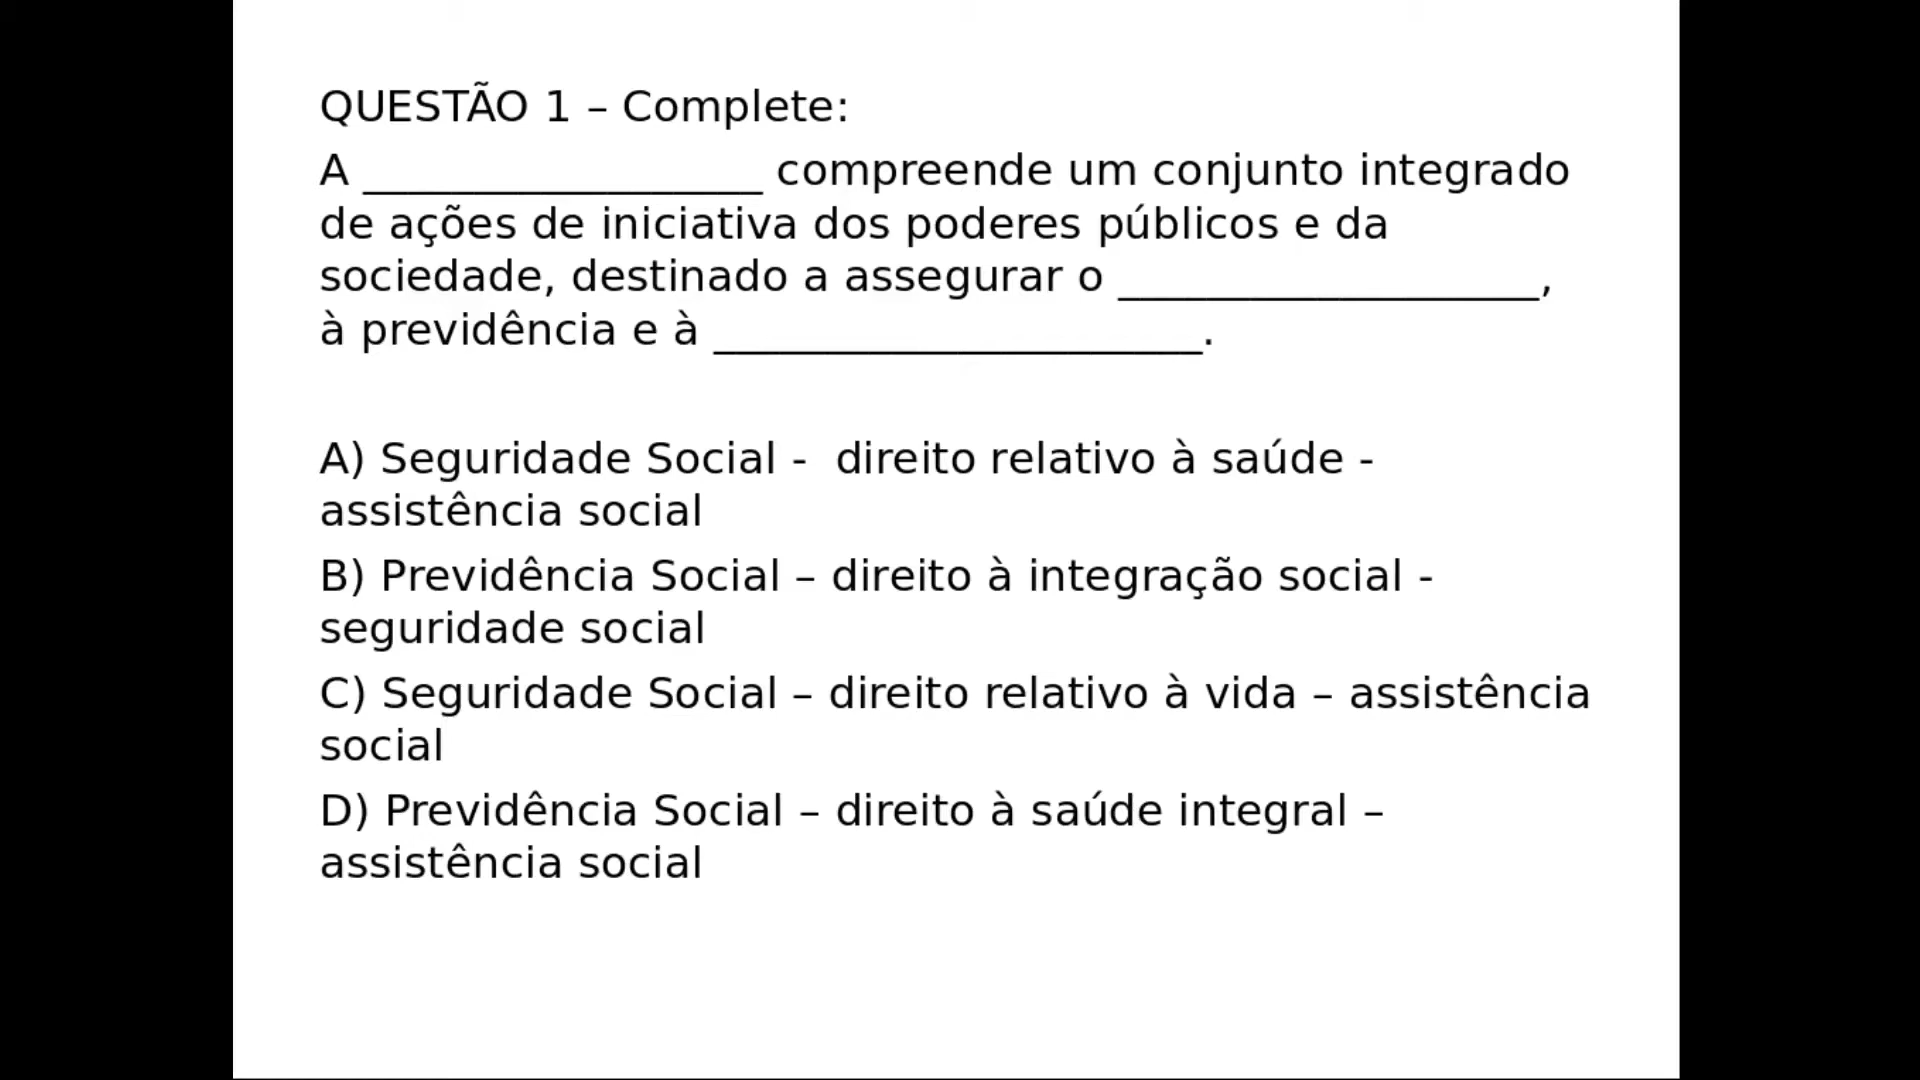 QUESTÃO 1 – Complete:
A __________________ compreende um conjunto integrado
de ações de iniciativa dos poderes públicos e da
sociedade, destinado a assegurar o ___________________,
à previdência e à ______________________.
A) Seguridade Social -  direito relativo à saúde -
assistência social
B) Previdência Social – direito à integração social -
seguridade social
C) Seguridade Social – direito relativo à vida – assistência
social
D) Previdência Social – direito à saúde integral –
assistência social